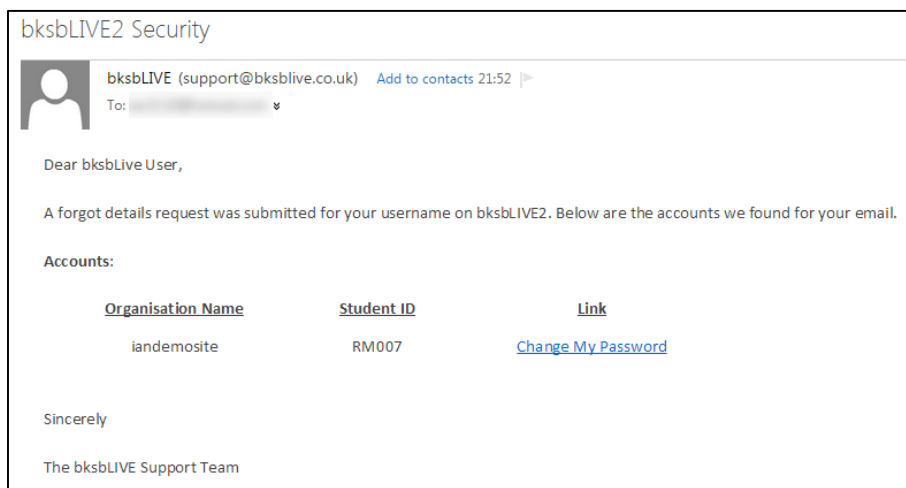 bksbLIVE2 Security
bksbLIVE (support@bksblive.co.uk) Add to contacts 21:52
To:
Dear bksbLive User,
A forgot details request was submitted for your username on bksbLIVE2. Below are the accounts we found for your email.
Accounts:
Organisation Name Student ID Link
iandemosite RM007 Change My Password
Sincerely
The bksbLIVE Support Team